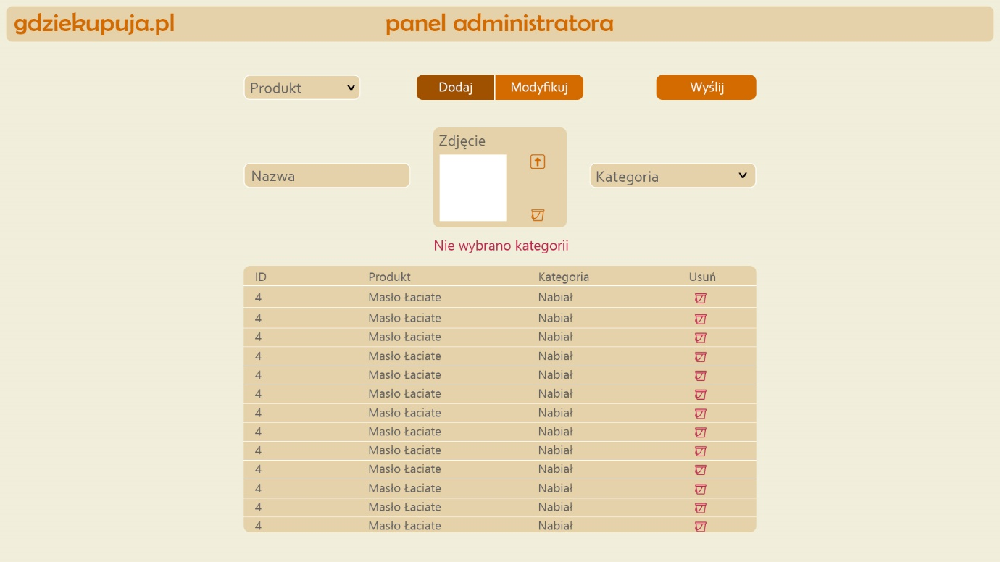 gdziekupuja.pl panel administratora
Produkt Dodaj Modyfikuj Wyślij
Zdjęcie
Nazwa Kategoria
Nie wybrano kategorii
ID Produkt Kategoria Usuń
4 Masło Łaciate Nabiał
4 Masło Łaciate Nabiał
4 Masło Łaciate Nabiał
4 Masło Łaciate Nabiał
4 Masło Łaciate Nabiał
4 Masło Łaciate Nabiał
4 Masło Łaciate Nabiał
4 Masło Łaciate Nabiał
4 Masło Łaciate Nabiał
4 Masło Łaciate Nabiał
4 Masło Łaciate Nabiał
4 Masło Łaciate Nabiał
4 Masło Łaciate Nabiał